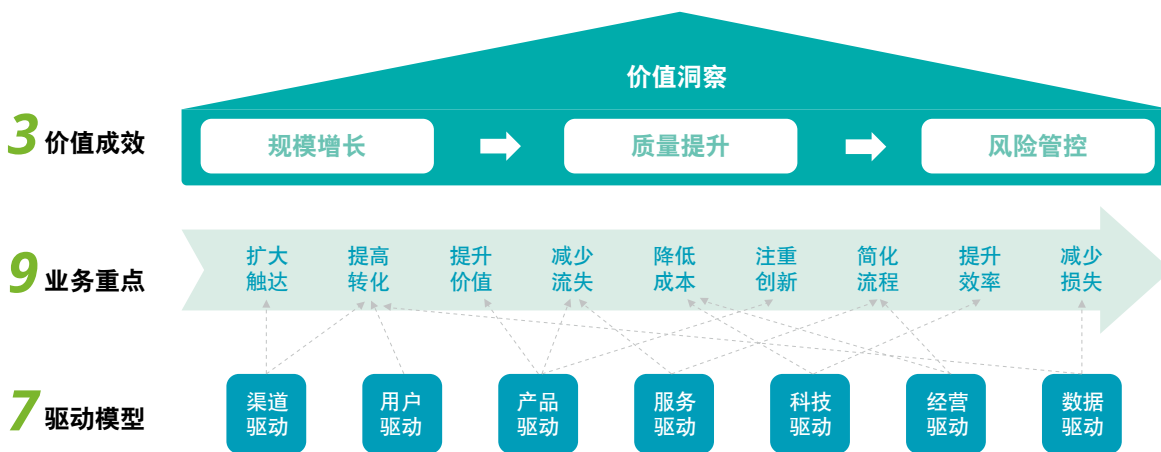 价值洞察
3 价值成效
规模增长
质量提升
风险管控
9 业务重点
扩大
触达
提高
转化
提升
价值
减少
流失
降低
成本
注重
创新
简化
流程
提升
效率
减少
损失
7 驱动模型
渠道
驱动
用户
驱动
产品
驱动
服务
驱动
科技
驱动
经营
驱动
数据
驱动